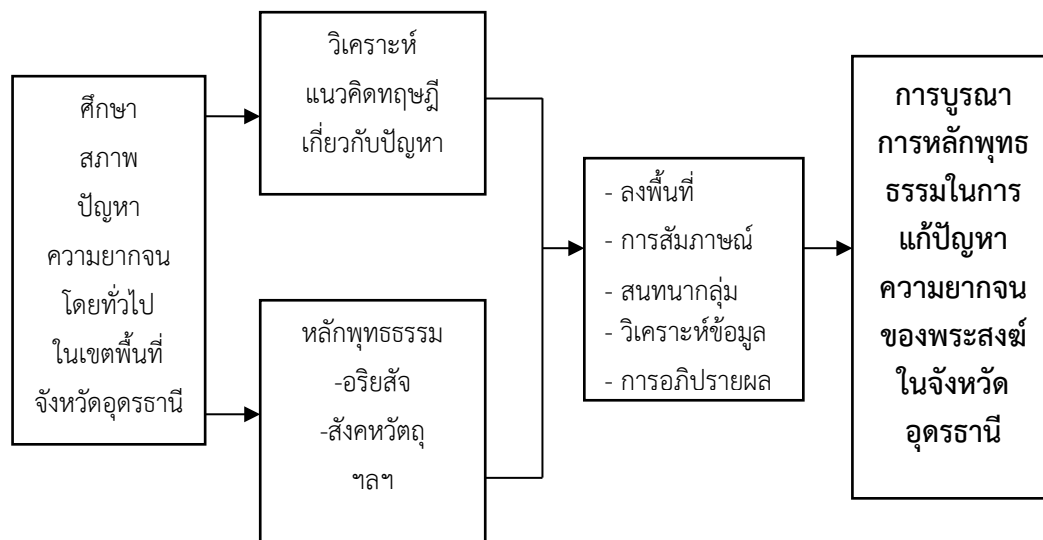 ศึกษา
สภาพ
ปัญหา
ความยากจน
โดยทั่วไป
ในเขตพื้นที่
จังหวัดอุดรธานี
วิเคราะห์
แนวคิดทฤษฎี
เกี่ยวกับปัญหา
หลักพุทธธรรม
-อริยสัจ
-สังคหวัตถุ
ฯลฯ
- ลงพื้นที่
- การสัมภาษณ์
- สนทนากลุ่ม
- วิเคราะห์ข้อมูล
- การอภิปรายผล
การบูรณา
การหลักพุทธ
ธรรมในการ
แก้ปัญหา
ความยากจน
ของพระสงฆ์
ในจังหวัด
อุดรธานี